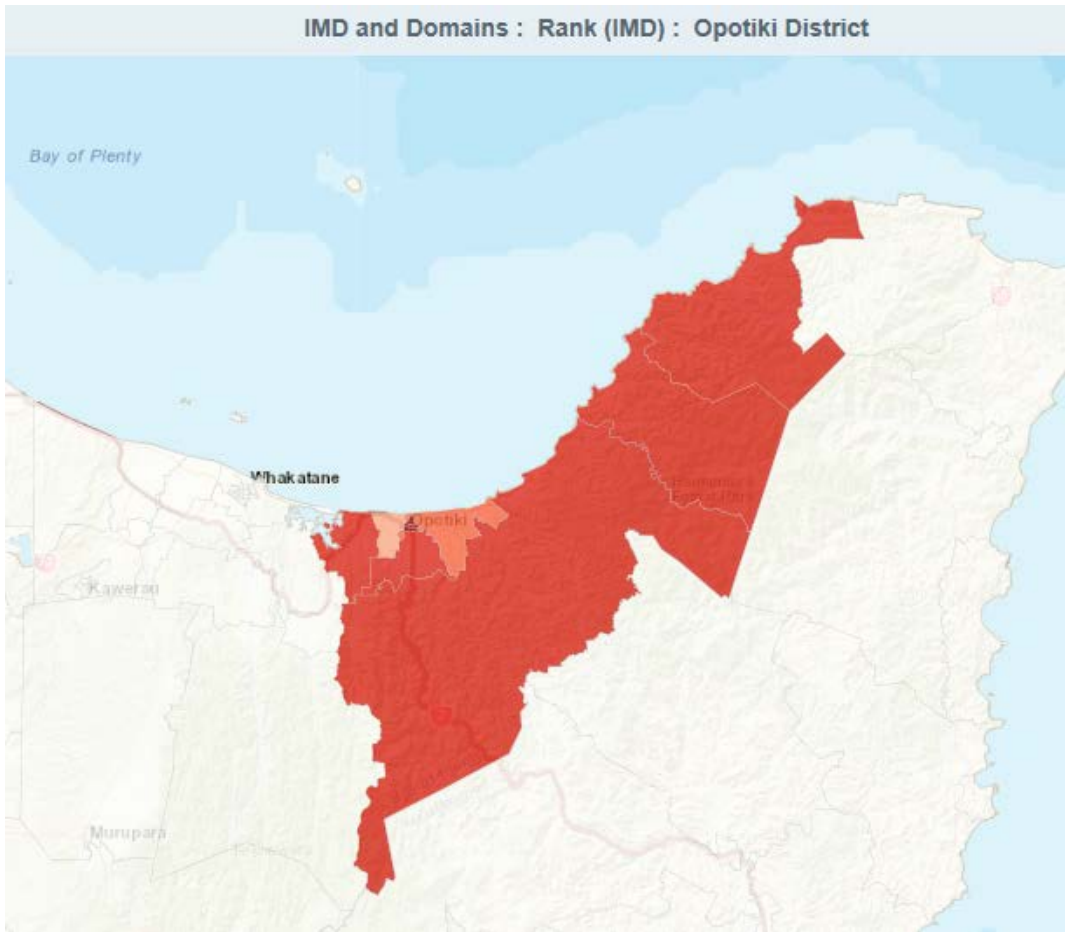 IMD and Domains : Rank (IMD) : Opotiki District
Bay of Plenty
Whakatane
Opotiki
Kawerau
Murupara